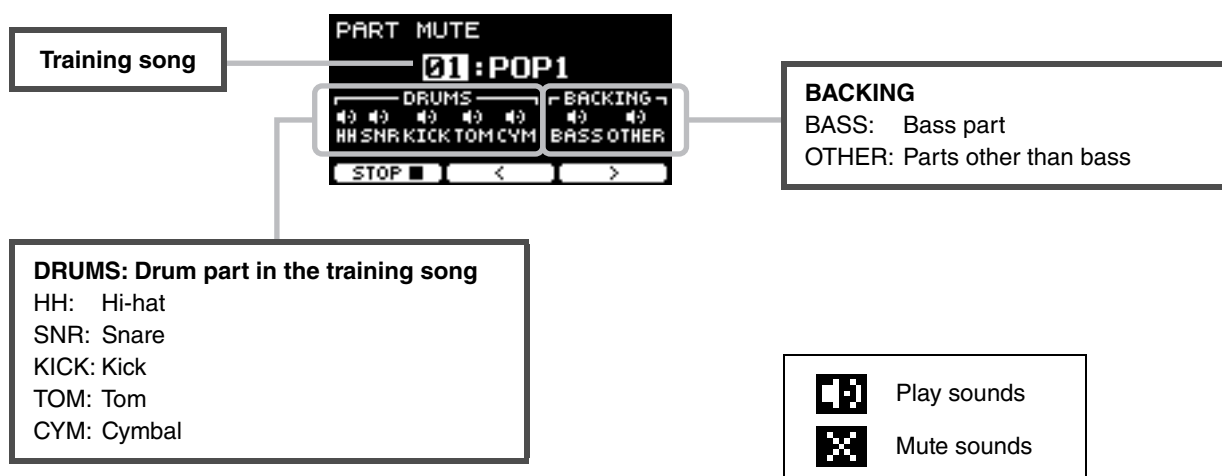 Training song
PART MUTE
01:POP1
DRUMS BACKING
HH SNR KICK TOM CYM BASS OTHER
STOP ■ < >
BACKING
BASS: Bass part
OTHER: Parts other than bass
DRUMS: Drum part in the training song
HH: Hi-hat
SNR: Snare
KICK: Kick
TOM: Tom
CYM: Cymbal
Play sounds
Mute sounds